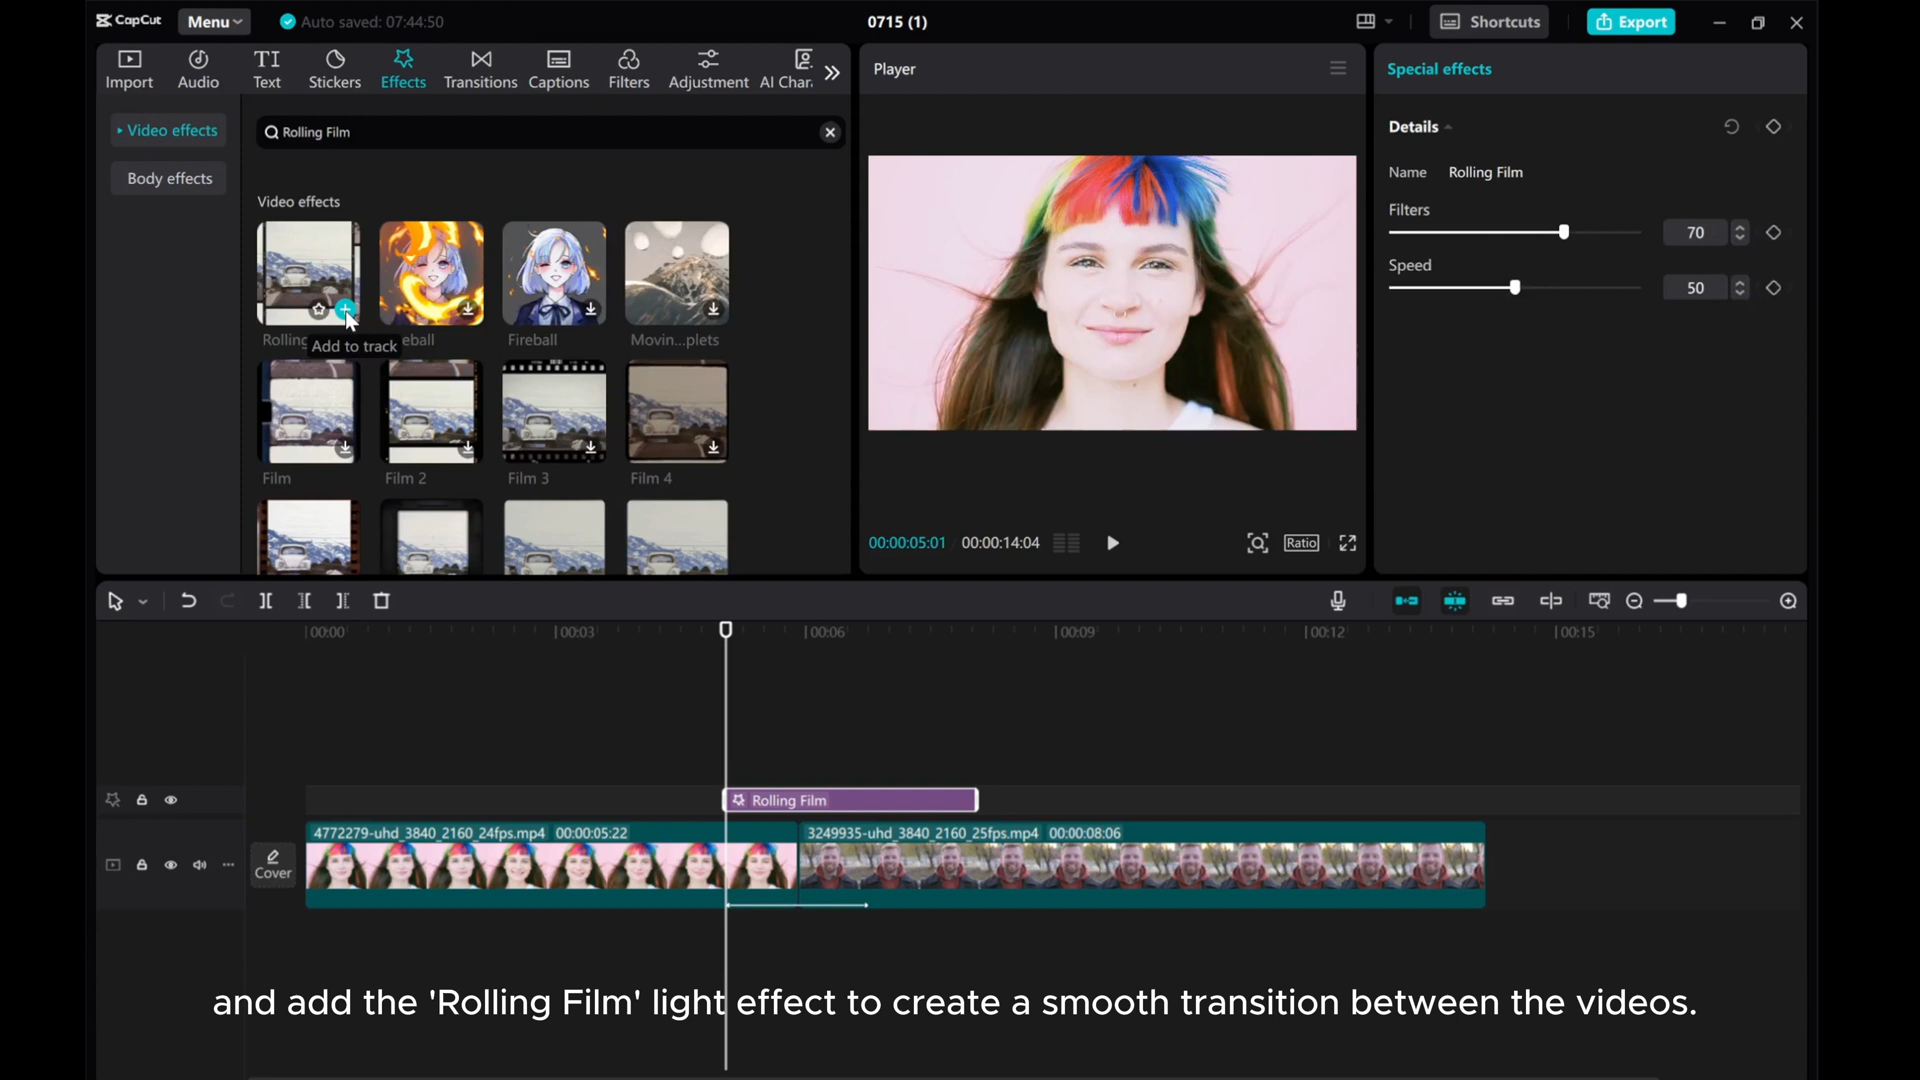 CapCut
Menu
Auto saved: 07:44:50
0715 (1)
Shortcuts
Export
Import
Audio
TI
Text
Stickers
Effects
Transitions
Captions
Filters
Adjustment
AI Char
Player
Special effects
Video effects
Body effects
Rolling Film
Details
Name Rolling Film
Filters
70
Speed
50
Video effects
Rolling
eball
Fireball
Movin...plets
Add to track
Film
Film 2
Film 3
Film 4
00:00:05:01 00:00:14:04
Ratio
00:00
00:03
00:06
00:09
00:12
00:15
Rolling Film
4772279-uhd_3840_2160_24fps.mp4 00:00:05:22
3249935-uhd_3840_2160_25fps.mp4 00:00:08:06
Cover
and add the 'Rolling Film' light effect to create a smooth transition between the videos.